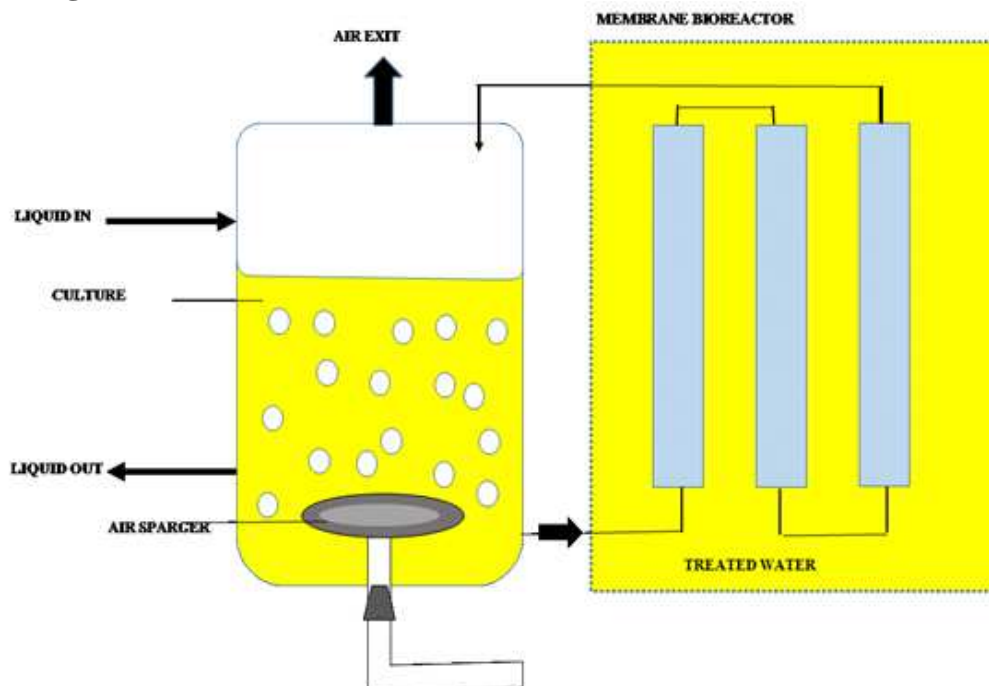 MEMBRANE BIOREACTOR
AIR EXIT
LIQUID IN
CULTURE
LIQUID OUT
AIR SPARGER
TREATED WATER